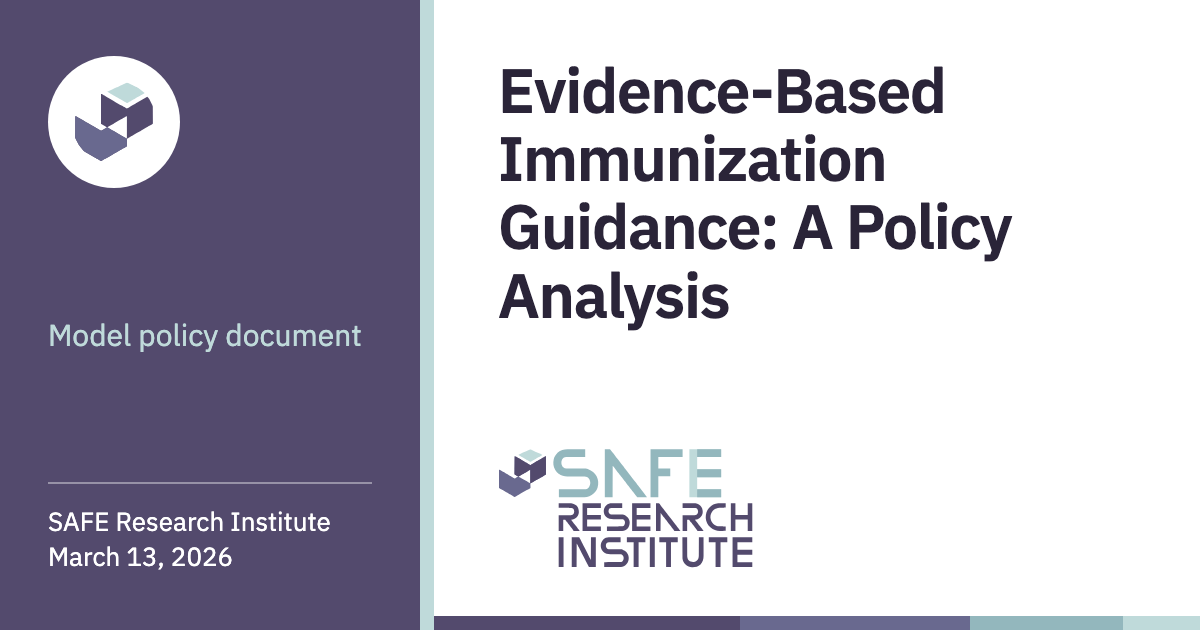 Model policy document
SAFE Research Institute
March 13, 2026
Evidence-Based
Immunization
Guidance: A Policy
Analysis
SAFE
RESEARCH
INSTITUTE